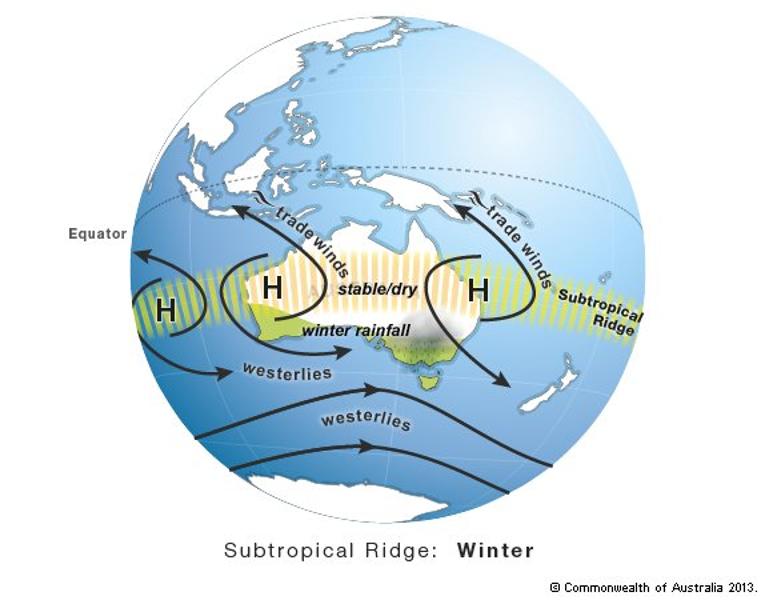 Equator
trade winds
trade winds
H
H
H
stable/dry
Subtropical
Ridge
winter rainfall
westerlies
westerlies
Subtropical Ridge: Winter
© Commonwealth of Australia 2013.